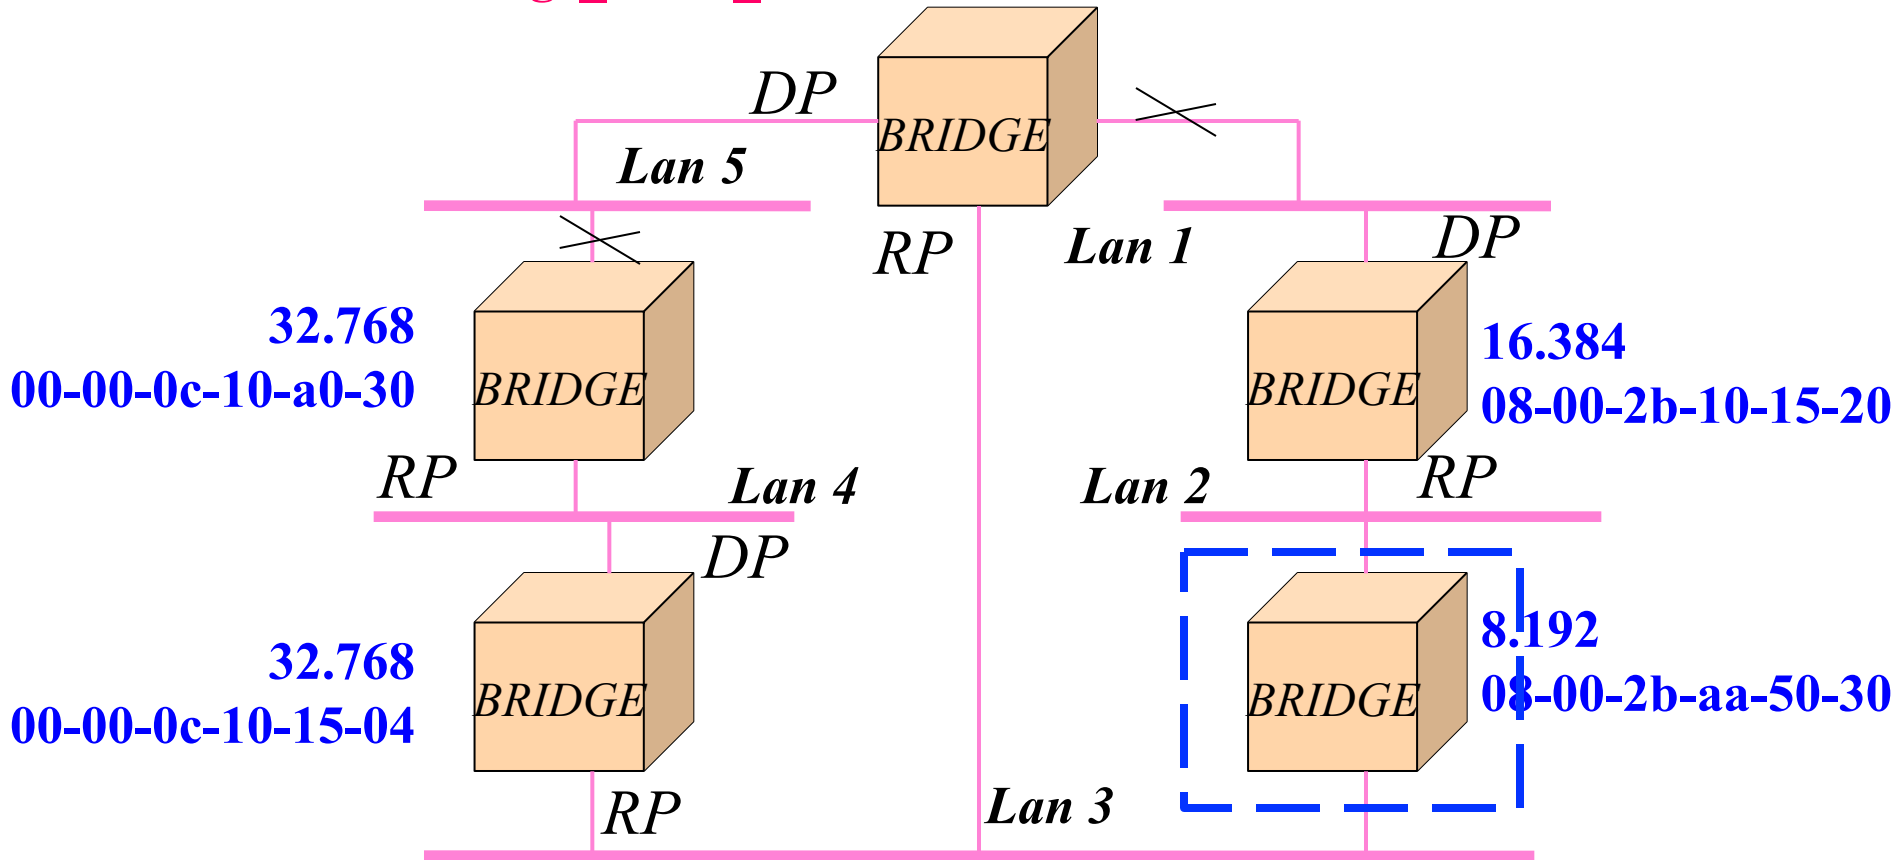 DP
BRIDGE
Lan 5
RP
Lan 1
DP
32.768
00-00-0c-10-a0-30
BRIDGE
BRIDGE
16.384
08-00-2b-10-15-20
RP
Lan 4
Lan 2
RP
DP
32.768
00-00-0c-10-15-04
BRIDGE
BRIDGE
8.192
08-00-2b-aa-50-30
RP
Lan 3